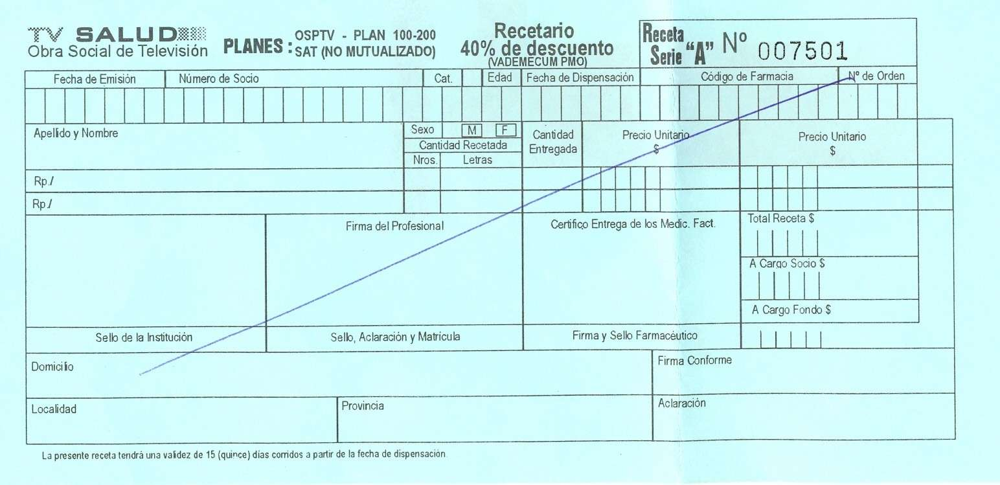 TV SALUD
Obra Social de Televisión
PLANES: OSPTV - PLAN 100-200
SAT (NO MUTUALIZADO)
Recetario
40% de descuento
(VADEMECUM PMO)
Receta
Serie "A" Nº 007501
Fecha de Emisión Número de Socio Cat. Edad Fecha de Dispensación Código de Farmacia Nº de Orden
Apellido y Nombre
Sexo M F
Cantidad Recetada
Nros. Letras
Cantidad
Entregada
Precio Unitario
$
Precio Unitario
$
Rp./
Rp./
Firma del Profesional
Certifico Entrega de los Medic. Fact.
Total Receta $
A Cargo Socio $
A Cargo Fondo $
Sello de la Institución
Sello, Aclaración y Matrícula
Firma y Sello Farmacéutico
Domicilio
Firma Conforme
Localidad
Provincia
Aclaración
La presente receta tendrá una validez de 15 (quince) días corridos a partir de la fecha de dispensación